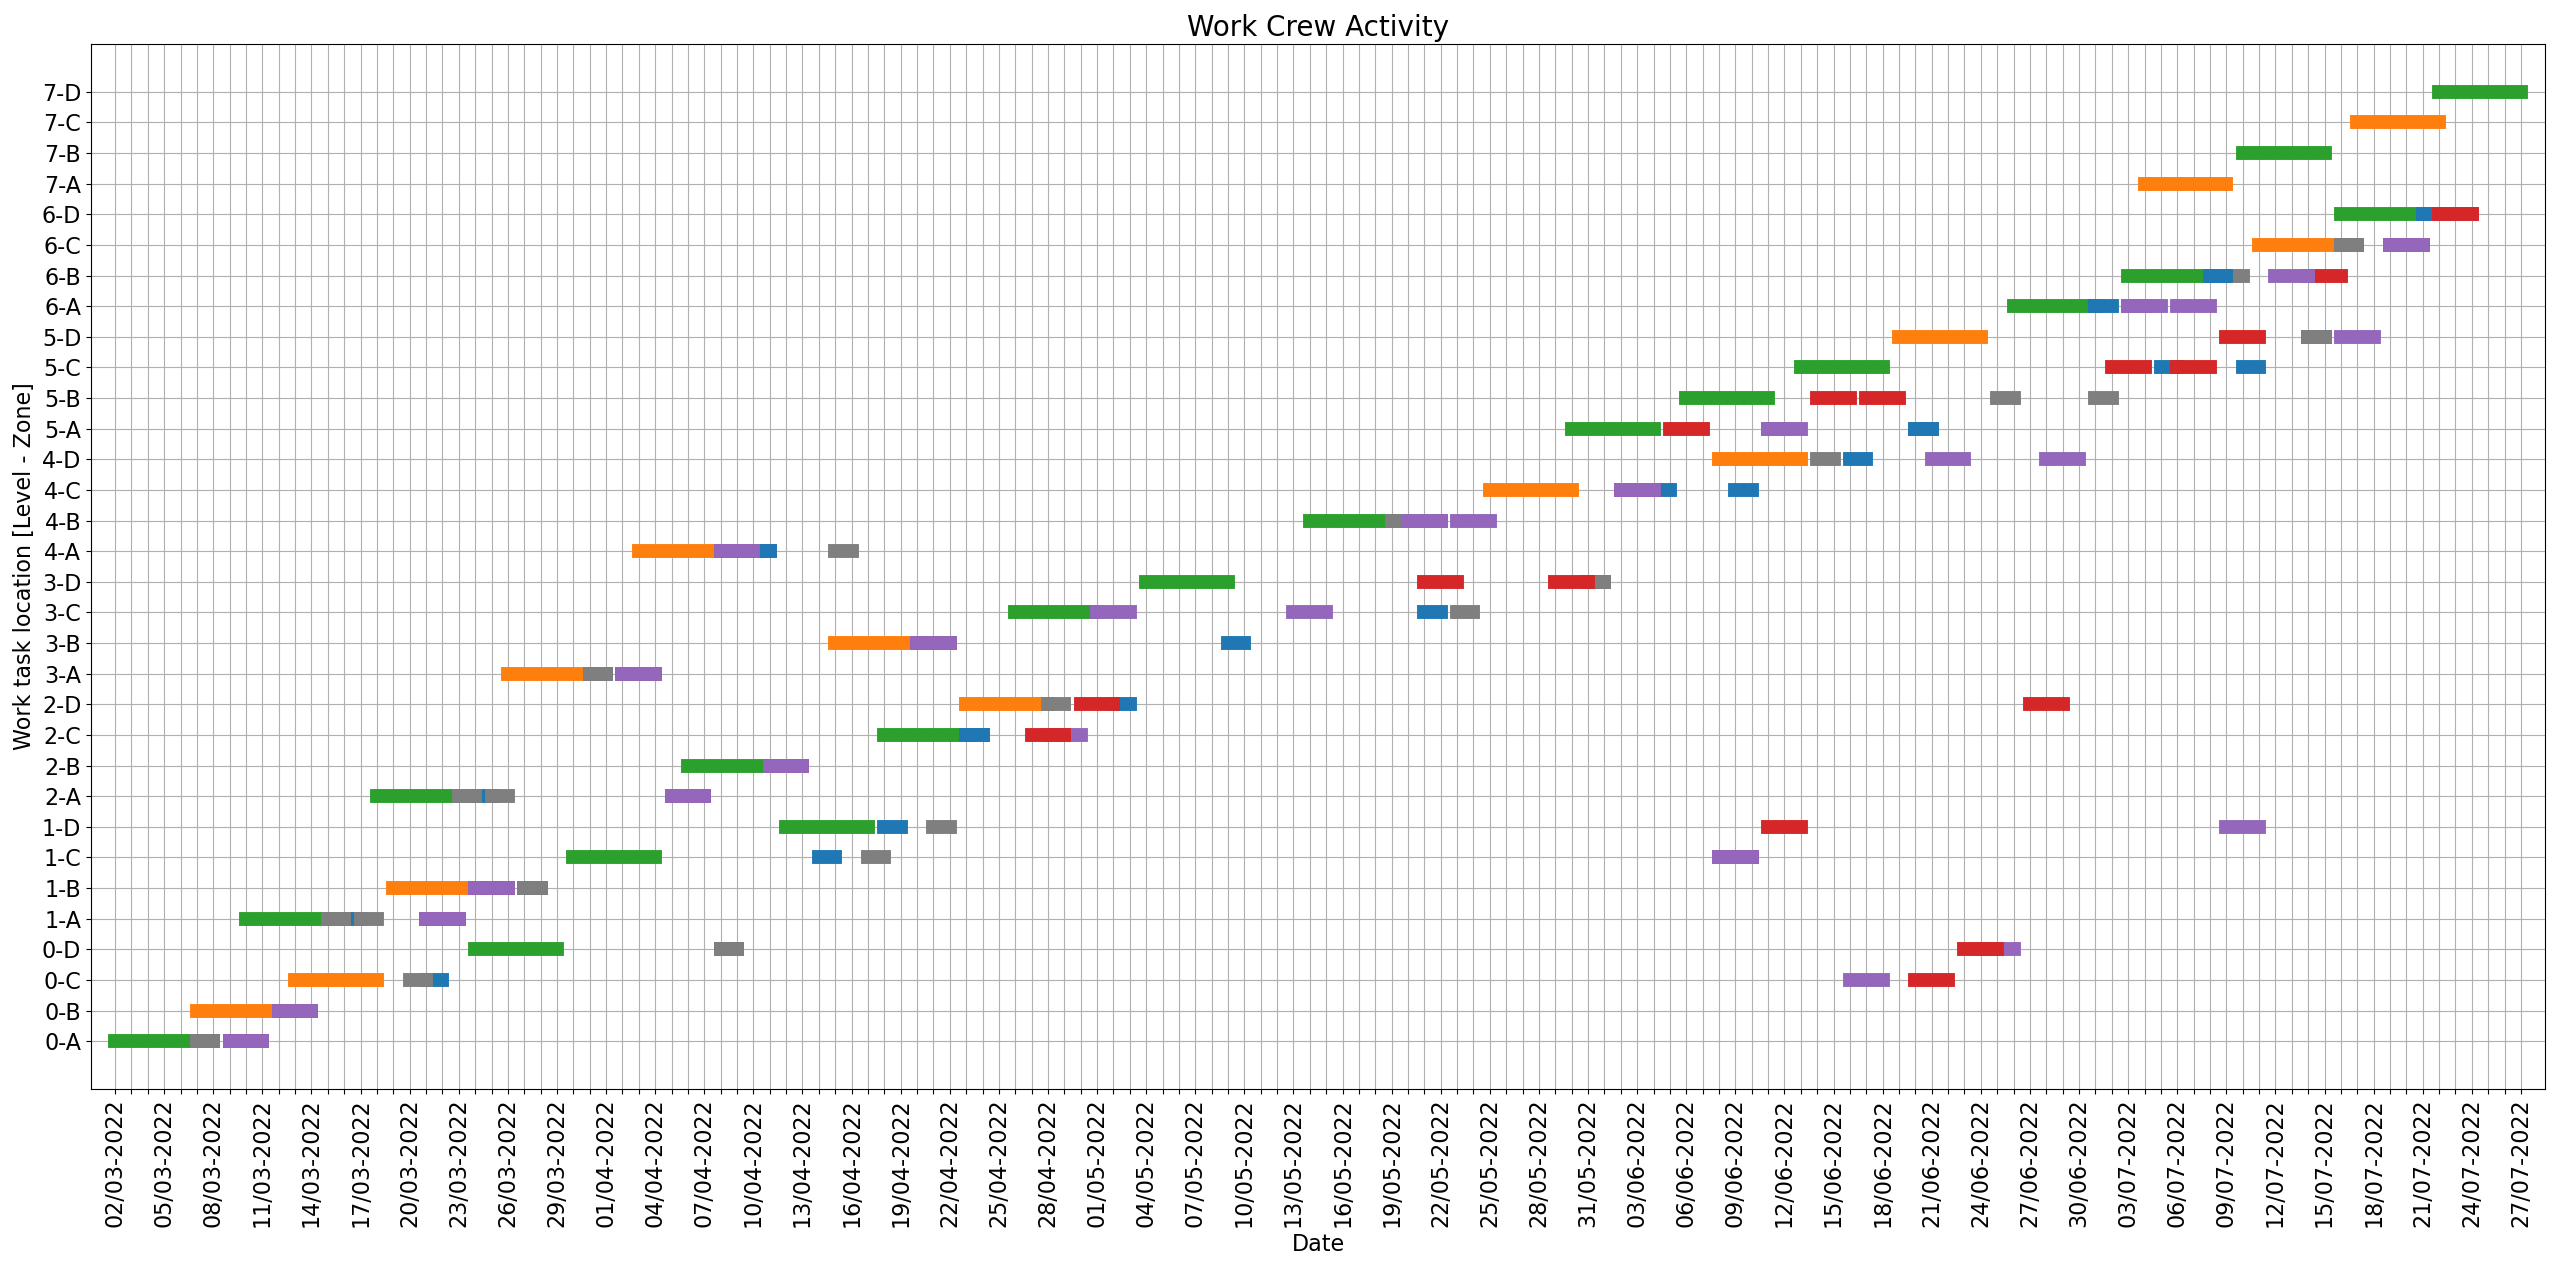 Work Crew Activity
Work task location [Level - Zone]
7-D
7-C
7-B
7-A
6-D
6-C
6-B
6-A
5-D
5-C
5-B
5-A
4-D
4-C
4-B
4-A
3-D
3-C
3-B
3-A
2-D
2-C
2-B
2-A
1-D
1-C
1-B
1-A
0-D
0-C
0-B
0-A
02/03-2022
05/03-2022
08/03-2022
11/03-2022
14/03-2022
17/03-2022
20/03-2022
23/03-2022
26/03-2022
29/03-2022
01/04-2022
04/04-2022
07/04-2022
10/04-2022
13/04-2022
16/04-2022
19/04-2022
22/04-2022
25/04-2022
28/04-2022
01/05-2022
04/05-2022
07/05-2022
10/05-2022
13/05-2022
16/05-2022
19/05-2022
22/05-2022
25/05-2022
28/05-2022
31/05-2022
03/06-2022
06/06-2022
09/06-2022
12/06-2022
15/06-2022
18/06-2022
21/06-2022
24/06-2022
27/06-2022
30/06-2022
03/07-2022
06/07-2022
09/07-2022
12/07-2022
15/07-2022
18/07-2022
21/07-2022
24/07-2022
27/07-2022
Date